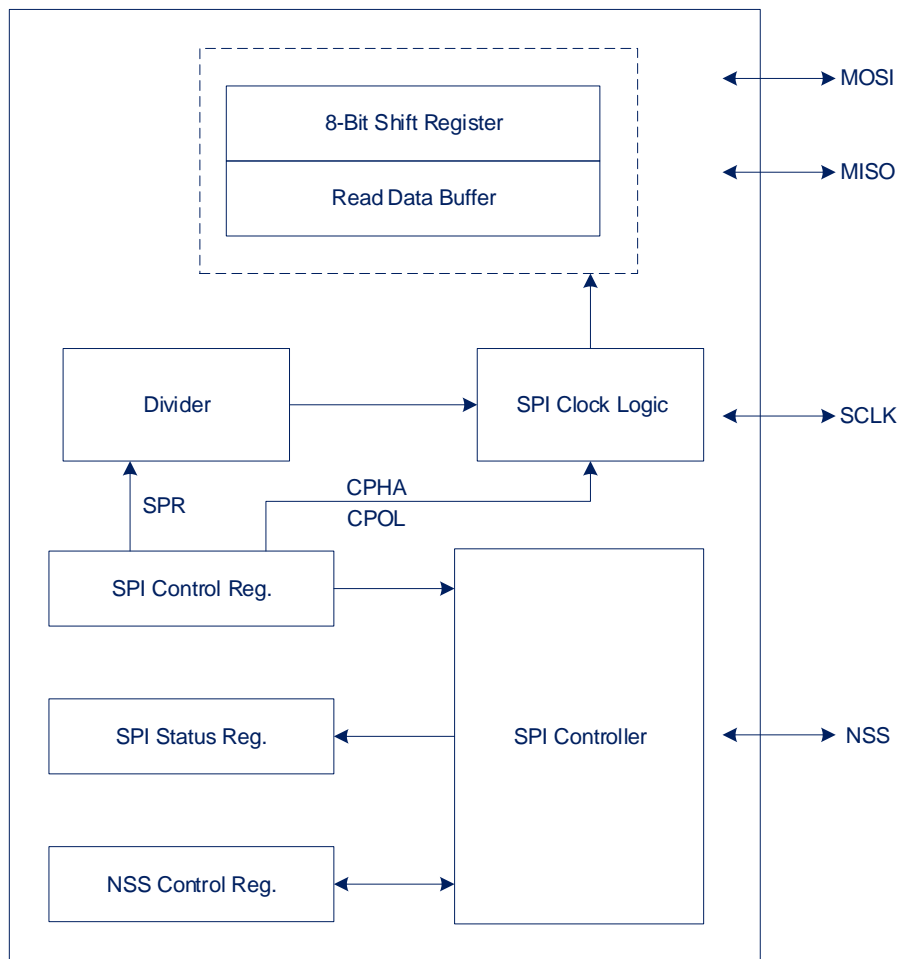 MOSI
8-Bit Shift Register
MISO
Read Data Buffer
Divider
SPI Clock Logic
SCLK
SPR
CPHA
CPOL
SPI Control Reg.
SPI Status Reg.
SPI Controller
NSS
NSS Control Reg.